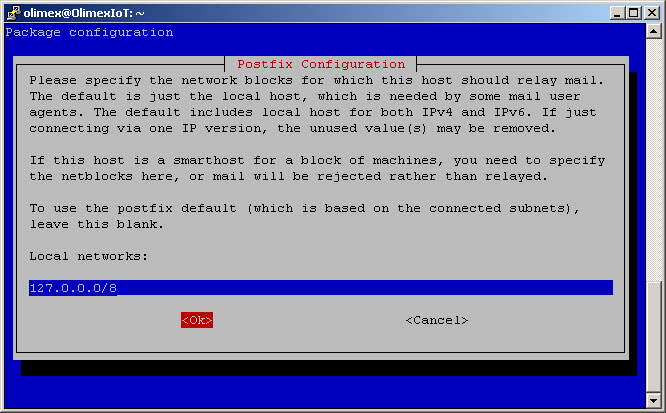 olimex@OlimexIoT: ~
Package configuration
Postfix Configuration
Please specify the network blocks for which this host should relay mail.
The default is just the local host, which is needed by some mail user
agents. The default includes local host for both IPv4 and IPv6. If just
connecting via one IP version, the unused value(s) may be removed.
If this host is a smarthost for a block of machines, you need to specify
the netblocks here, or mail will be rejected rather than relayed.
To use the postfix default (which is based on the connected subnets),
leave this blank.
Local networks:
127.0.0.0/8
<Ok> <Cancel>